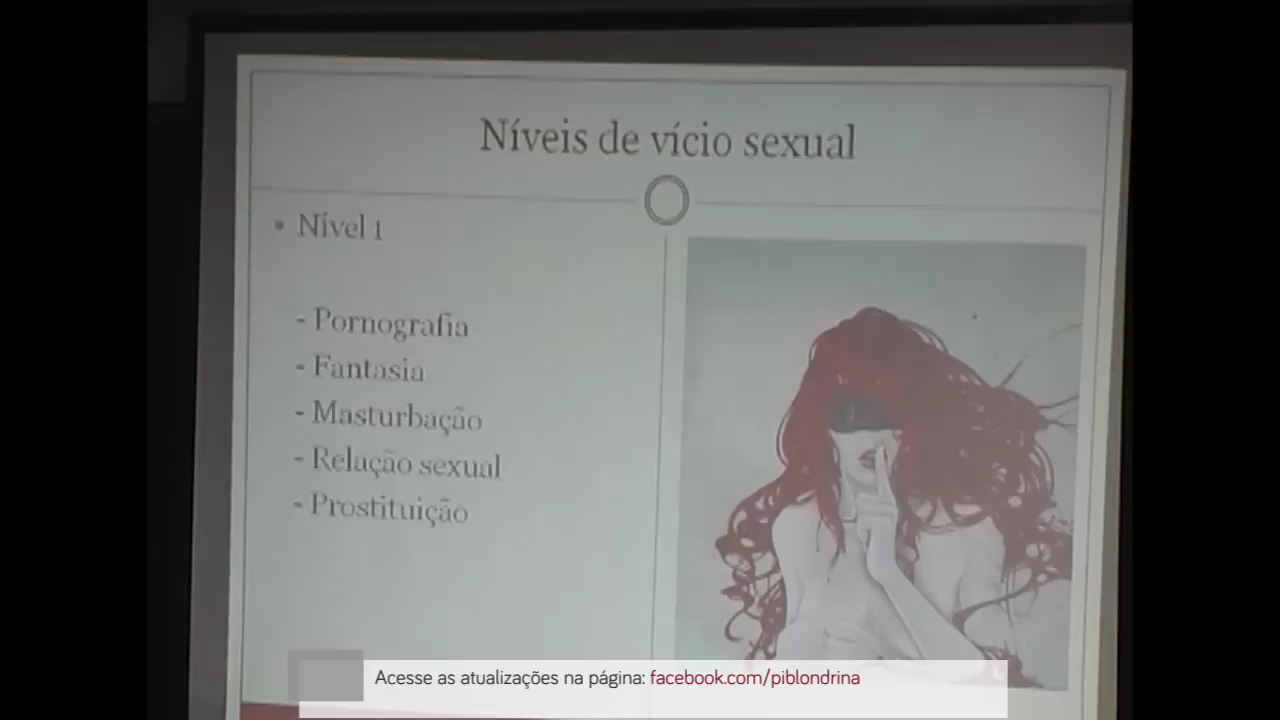 Níveis de vício sexual
• Nível 1
- Pornografia
- Fantasia
- Masturbação
- Relação sexual
- Prostituição
Acesse as atualizações na página: facebook.com/piblondrina